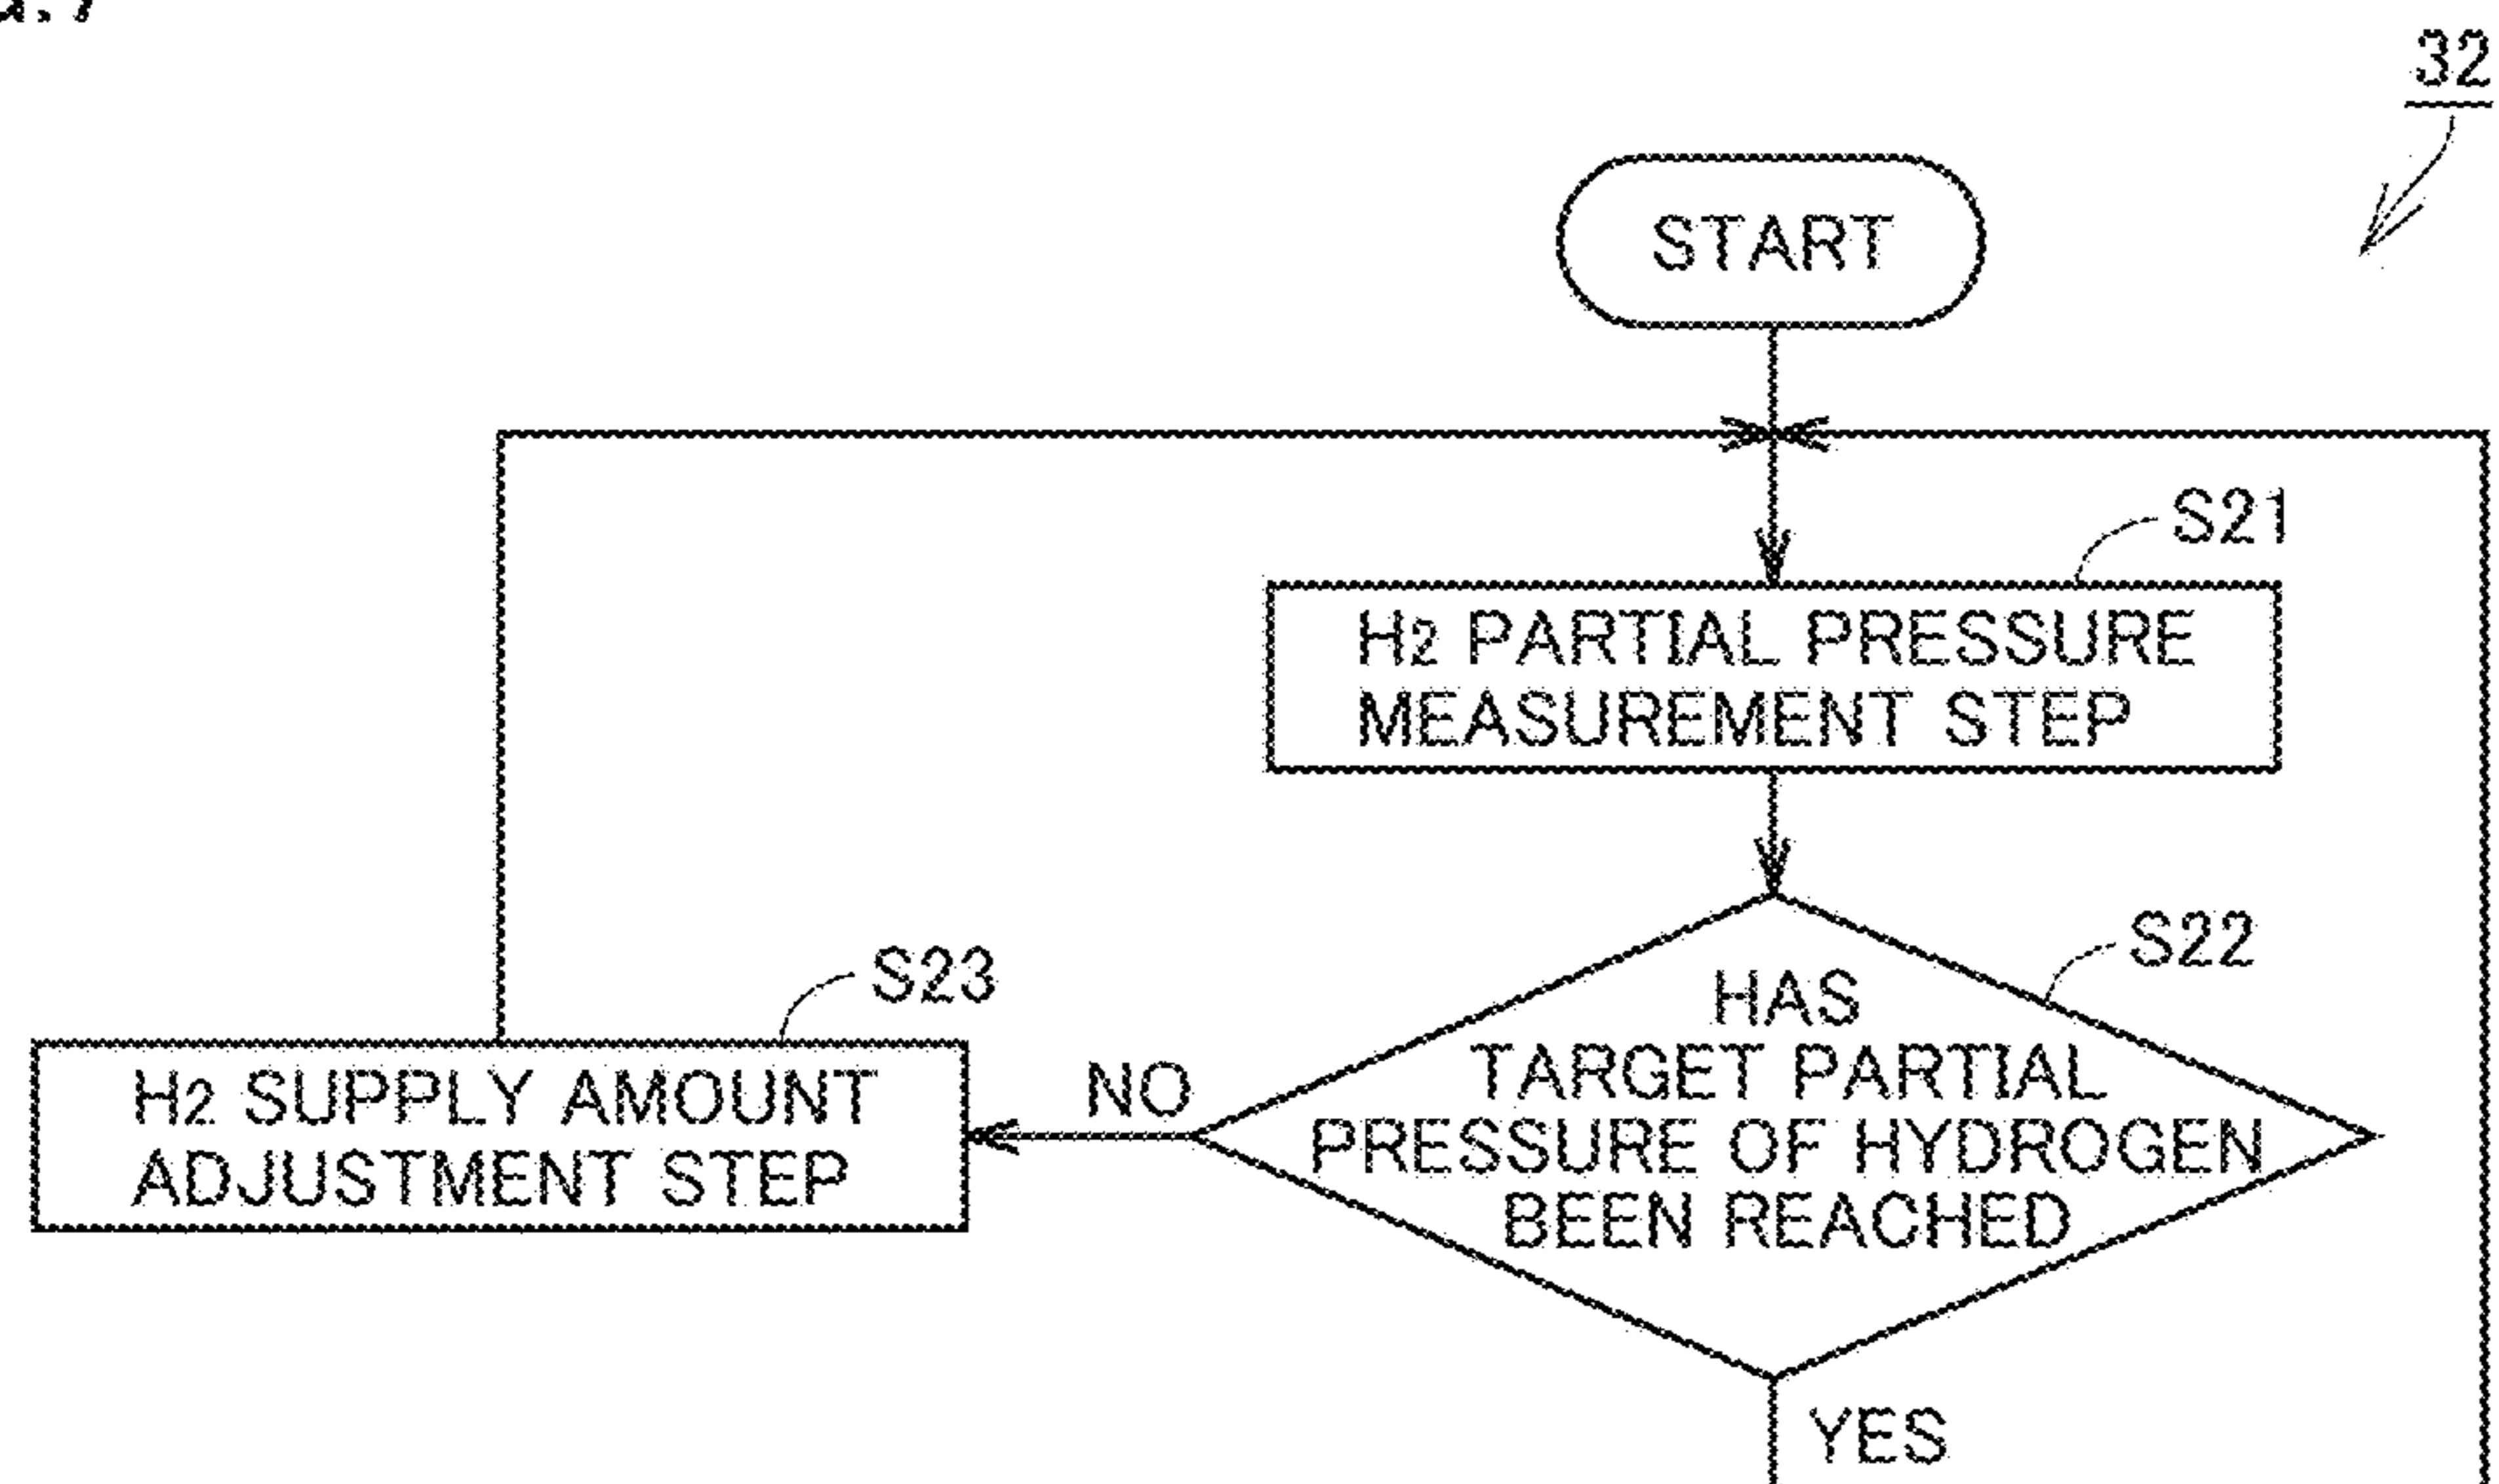 32
START
S21
H2 PARTIAL PRESSURE
MEASUREMENT STEP
S22
HAS
TARGET PARTIAL
PRESSURE OF HYDROGEN
BEEN REACHED
S23
H2 SUPPLY AMOUNT
ADJUSTMENT STEP
NO
YES